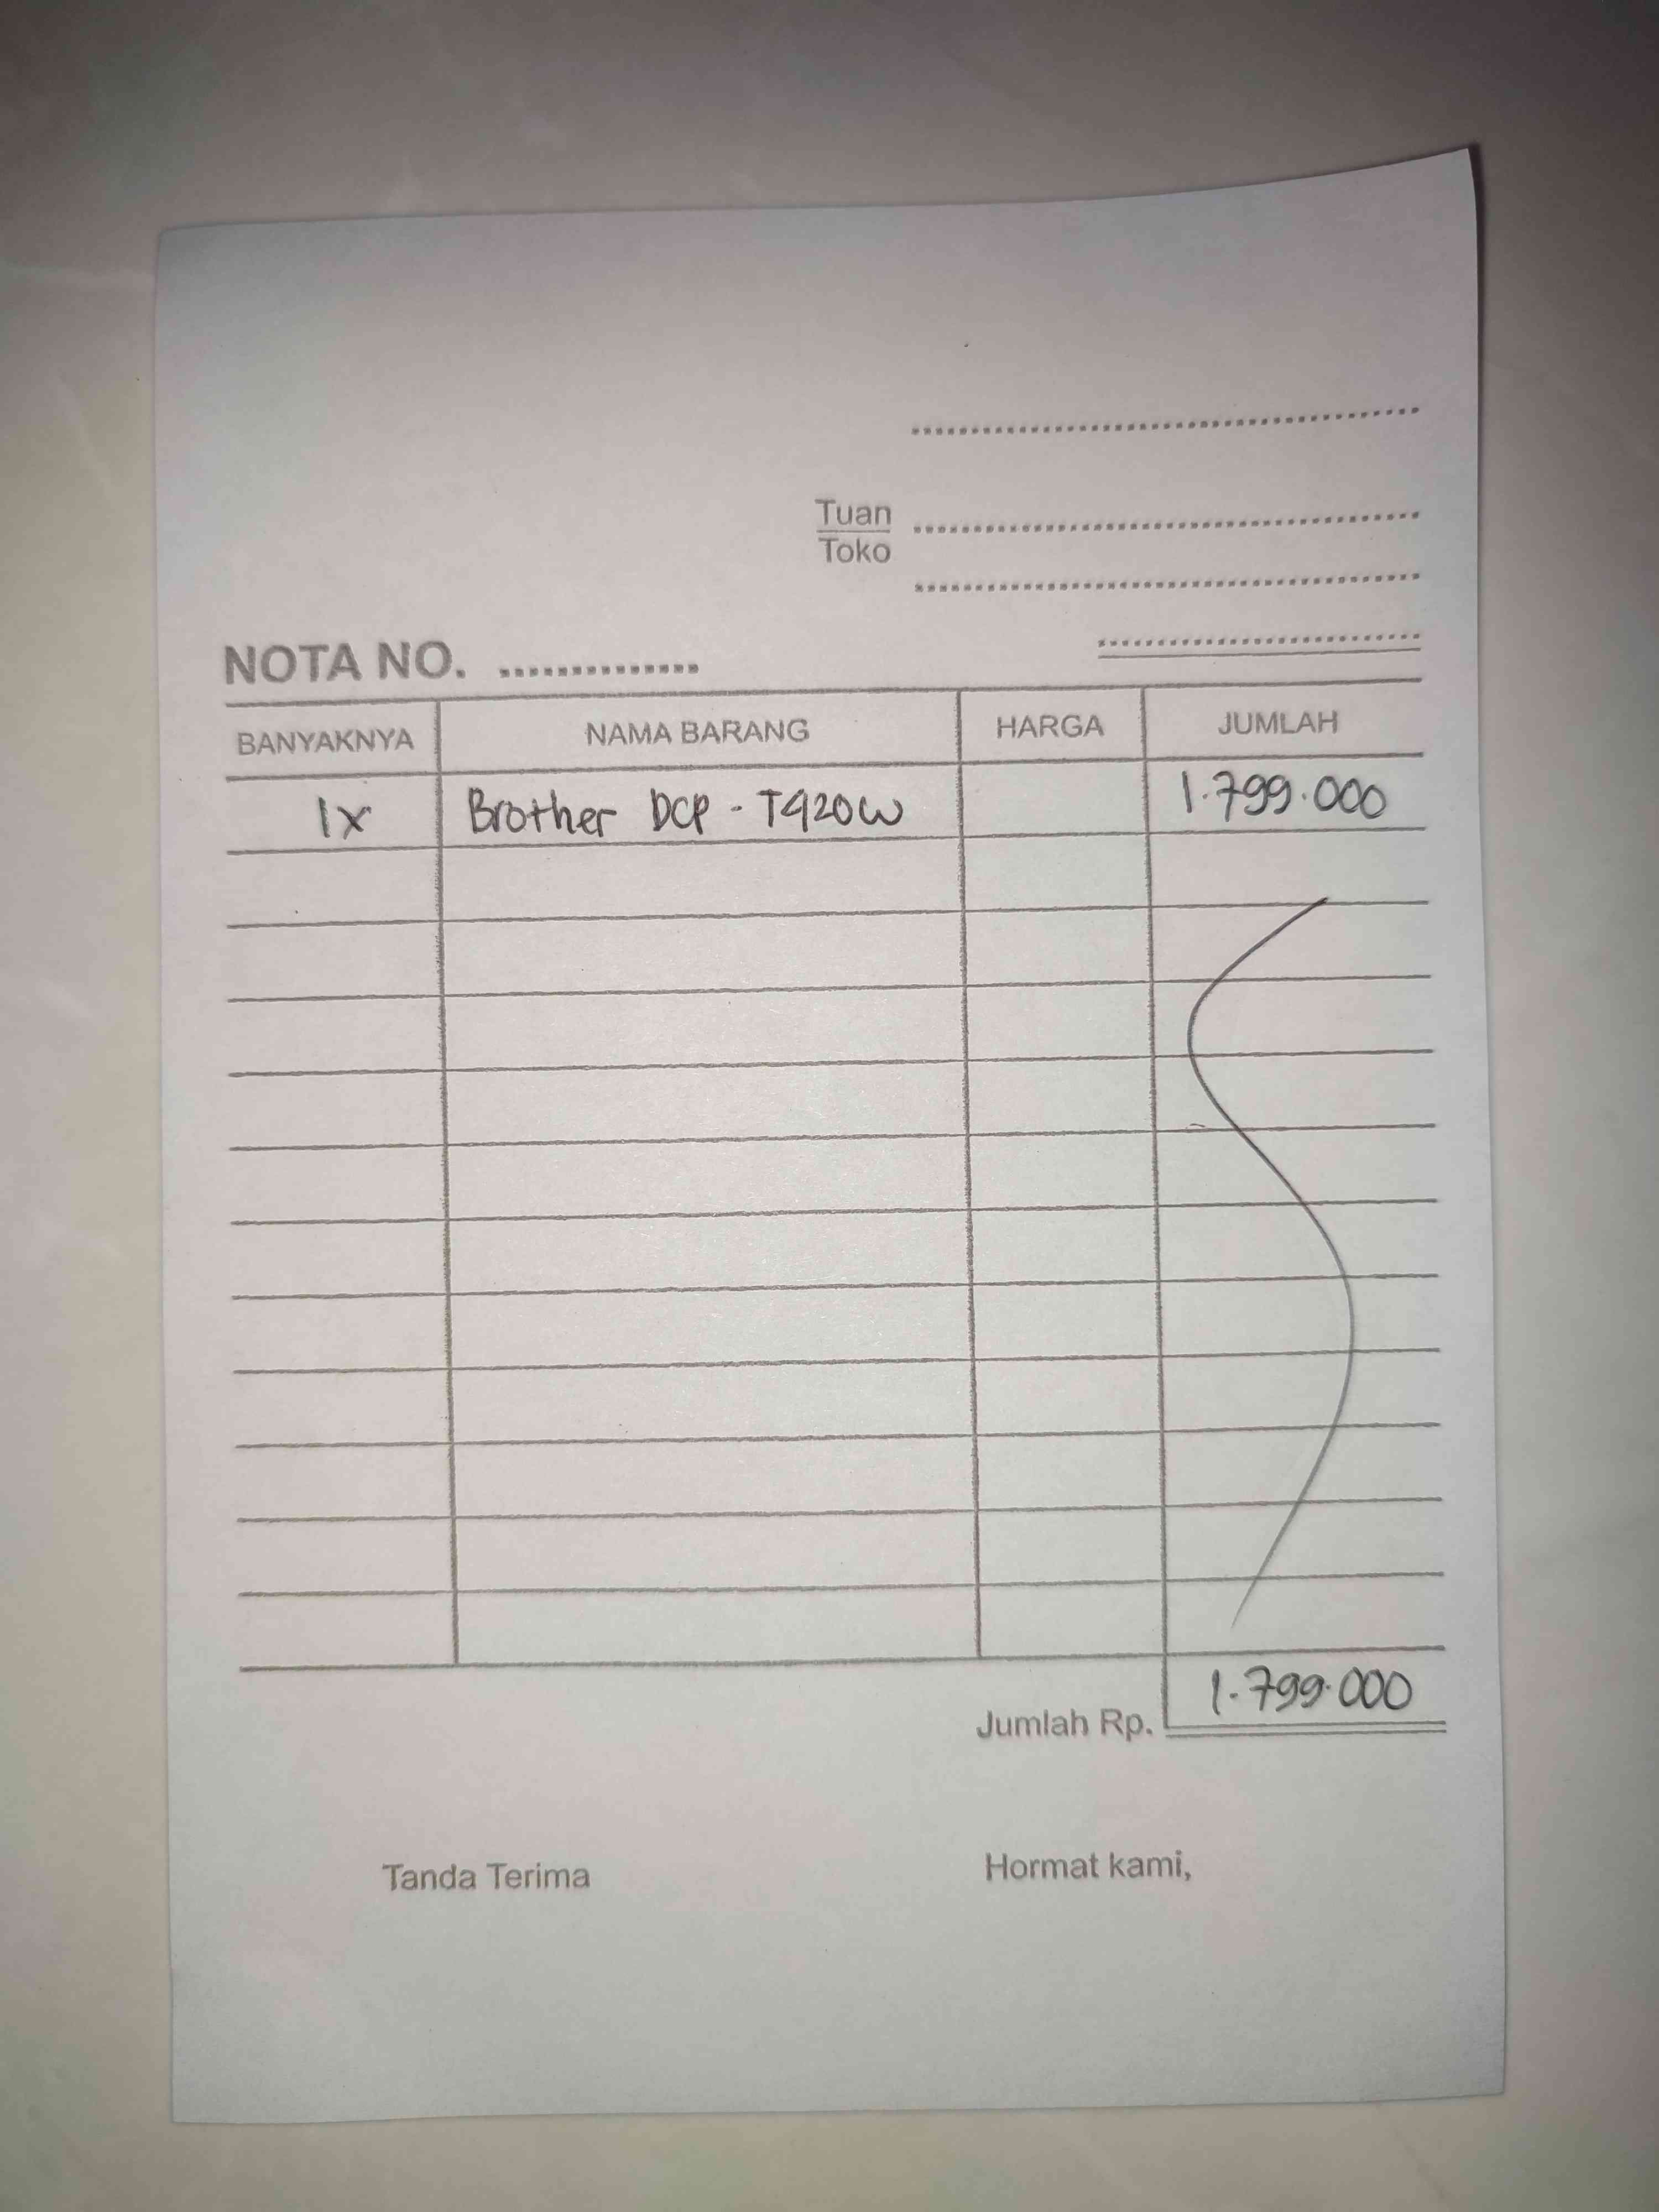 Tuan
Toko
NOTA NO. ..............
BANYAKNYA NAMA BARANG HARGA JUMLAH
1x Brother DCP - T920W 1.799.000
Jumlah Rp. 1.799.000
Tanda Terima Hormat kami,